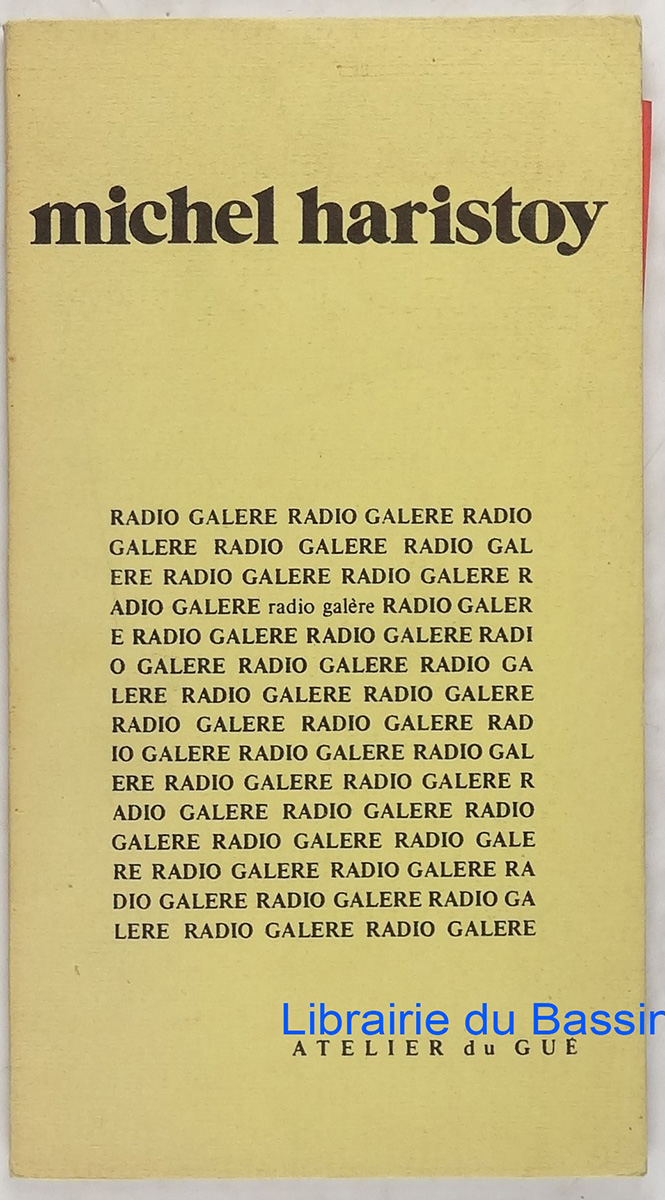 michel haristoy
RADIO GALERE RADIO GALERE RADIO
GALERE RADIO GALERE RADIO GAL
ERE RADIO GALERE RADIO GALERE R
ADIO GALERE radio galère RADIO GALER
E RADIO GALERE RADIO GALERE RADI
O GALERE RADIO GALERE RADIO GA
LERE RADIO GALERE RADIO GALERE
RADIO GALERE RADIO GALERE RAD
IO GALERE RADIO GALERE RADIO GAL
ERE RADIO GALERE RADIO GALERE R
ADIO GALERE RADIO GALERE RADIO
GALERE RADIO GALERE RADIO GALE
RE RADIO GALERE RADIO GALERE RA
DIO GALERE RADIO GALERE RADIO GA
LERE RADIO GALERE RADIO GALERE
Librairie du Bassin
ATELIER du GUÉ